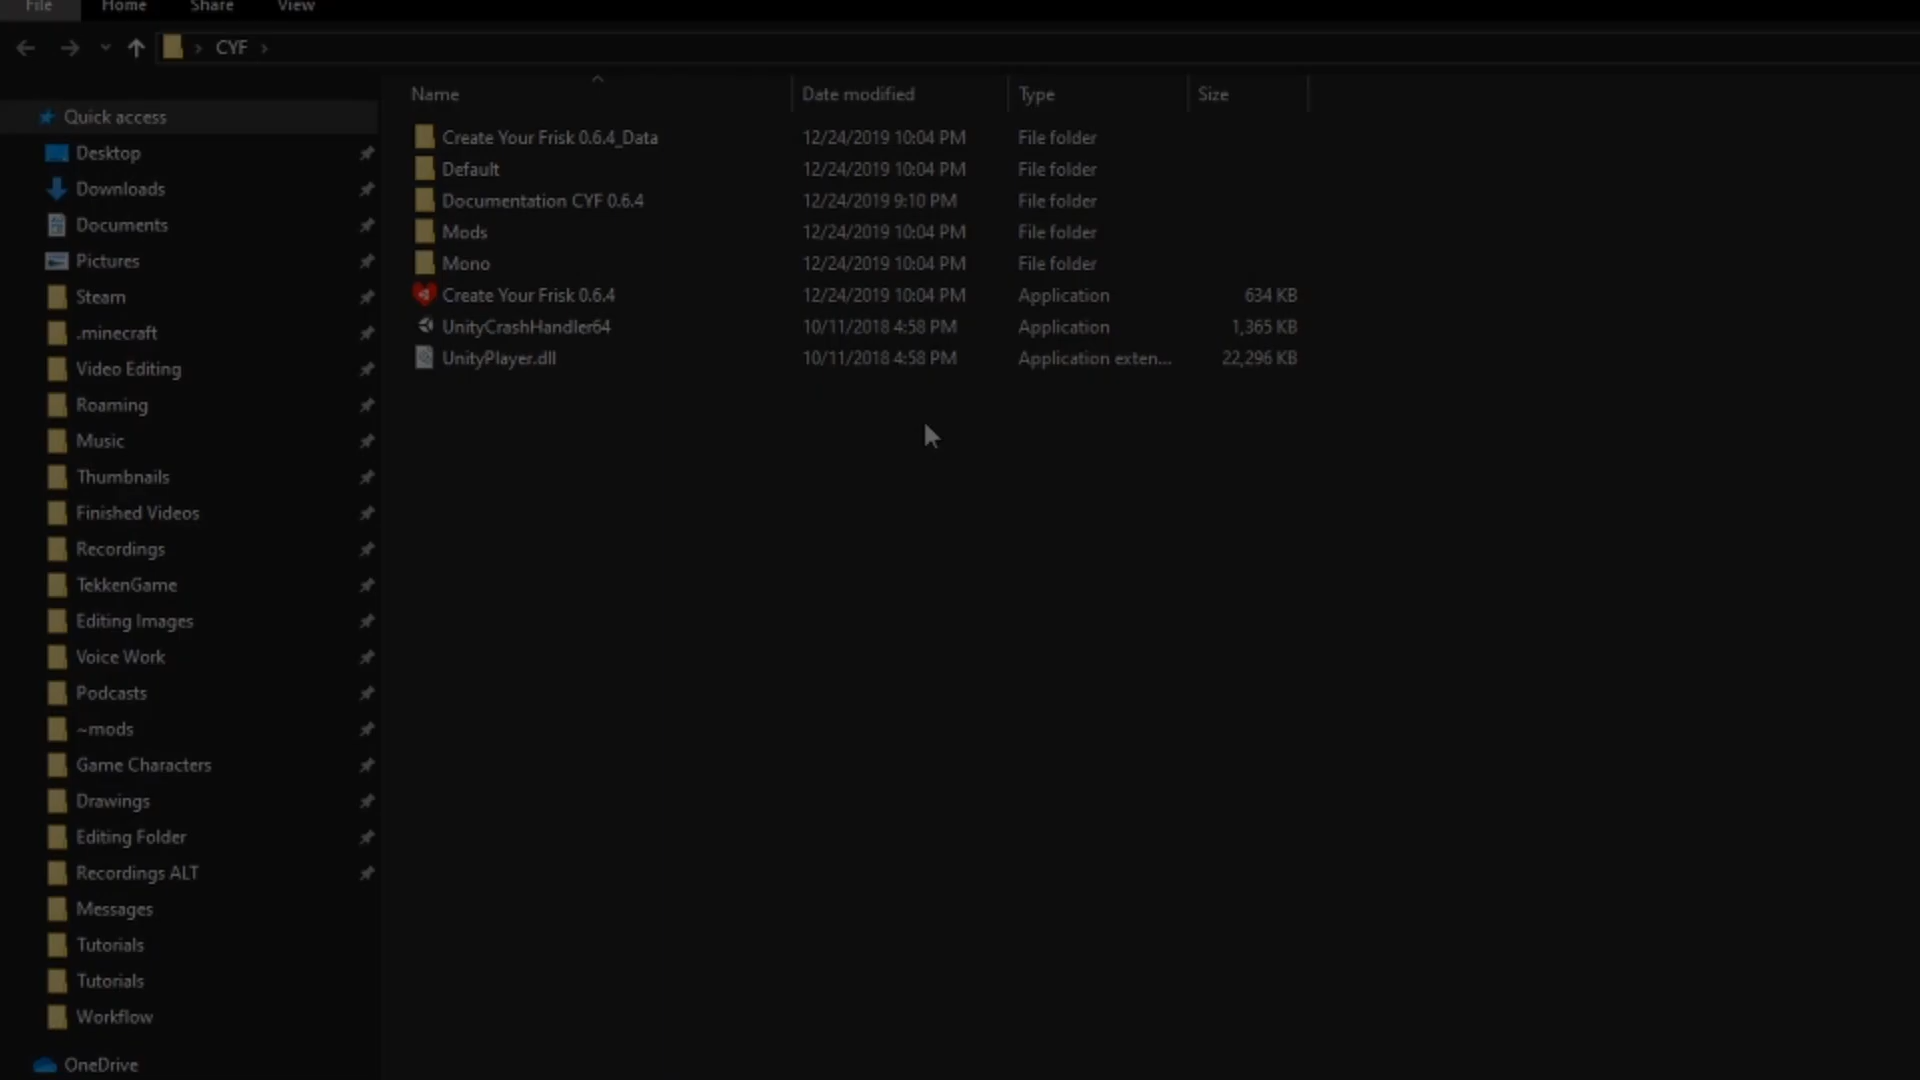 File Home Share View
CYF
Name Date modified Type Size
Quick access
Desktop
Downloads
Documents
Pictures
Steam
.minecraft
Video Editing
Roaming
Music
Thumbnails
Finished Videos
Recordings
TekkenGame
Editing Images
Voice Work
Podcasts
~mods
Game Characters
Drawings
Editing Folder
Recordings ALT
Messages
Tutorials
Tutorials
Workflow
OneDrive
Create Your Frisk 0.6.4_Data 12/24/2019 10:04 PM File folder
Default 12/24/2019 10:04 PM File folder
Documentation CYF 0.6.4 12/24/2019 9:10 PM File folder
Mods 12/24/2019 10:04 PM File folder
Mono 12/24/2019 10:04 PM File folder
Create Your Frisk 0.6.4 12/24/2019 10:04 PM Application 634 KB
UnityCrashHandler64 10/11/2018 4:58 PM Application 1,365 KB
UnityPlayer.dll 10/11/2018 4:58 PM Application exten... 22,296 KB